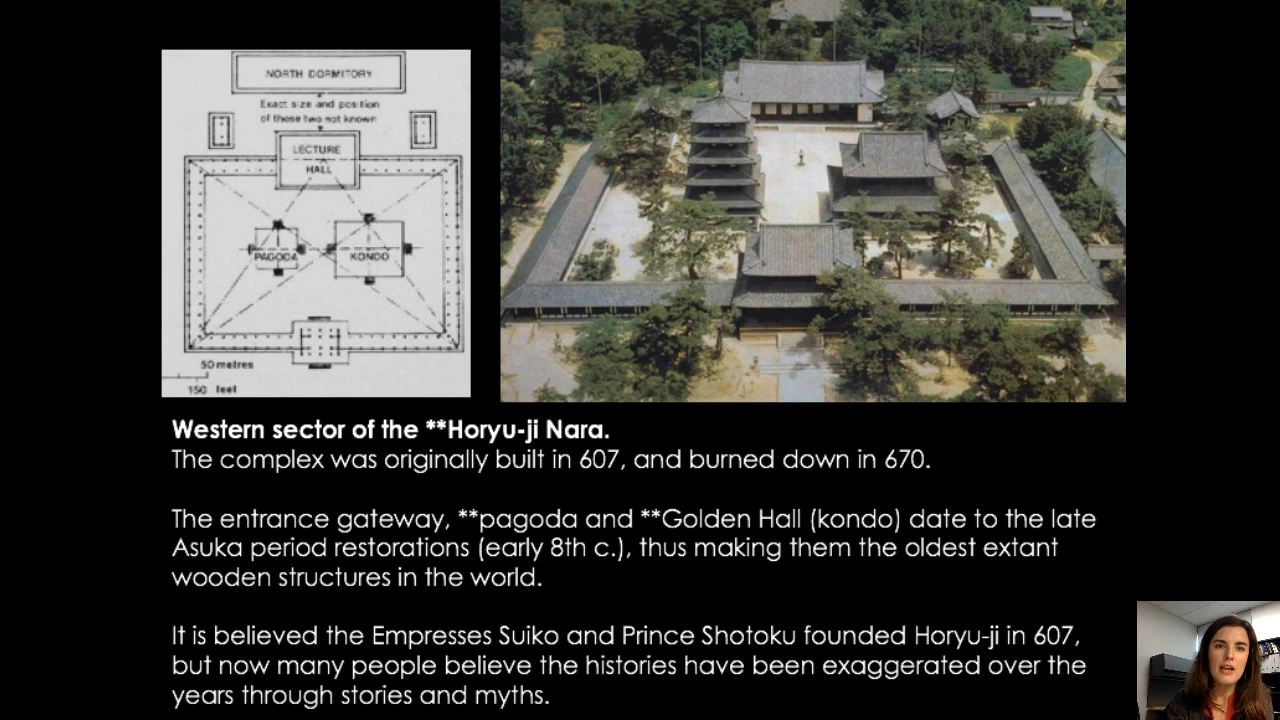 NORTH DORMITORY
Exact size and position
of these two not known
LECTURE
HALL
PAGODA
KONDO
50 metres
150 feet
Western sector of the **Horyu-ji Nara.
The complex was originally built in 607, and burned down in 670.
The entrance gateway, **pagoda and **Golden Hall (kondo) date to the late
Asuka period restorations (early 8th c.), thus making them the oldest extant
wooden structures in the world.
It is believed the Empresses Suiko and Prince Shotoku founded Horyu-ji in 607,
but now many people believe the histories have been exaggerated over the
years through stories and myths.